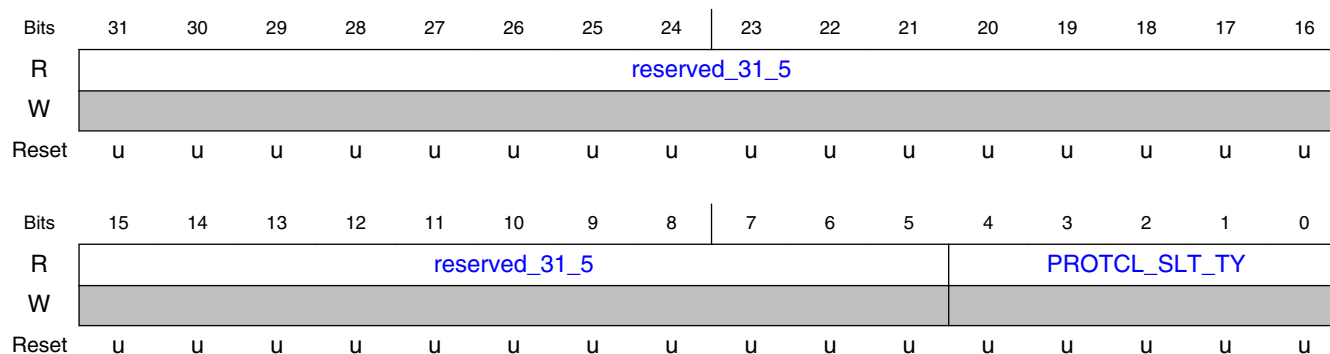 Bits 31 30 29 28 27 26 25 24 23 22 21 20 19 18 17 16
R reserved_31_5
W
Reset u u u u u u u u u u u u u u u u
Bits 15 14 13 12 11 10 9 8 7 6 5 4 3 2 1 0
R reserved_31_5 PROTCL_SLT_TY
W
Reset u u u u u u u u u u u u u u u u